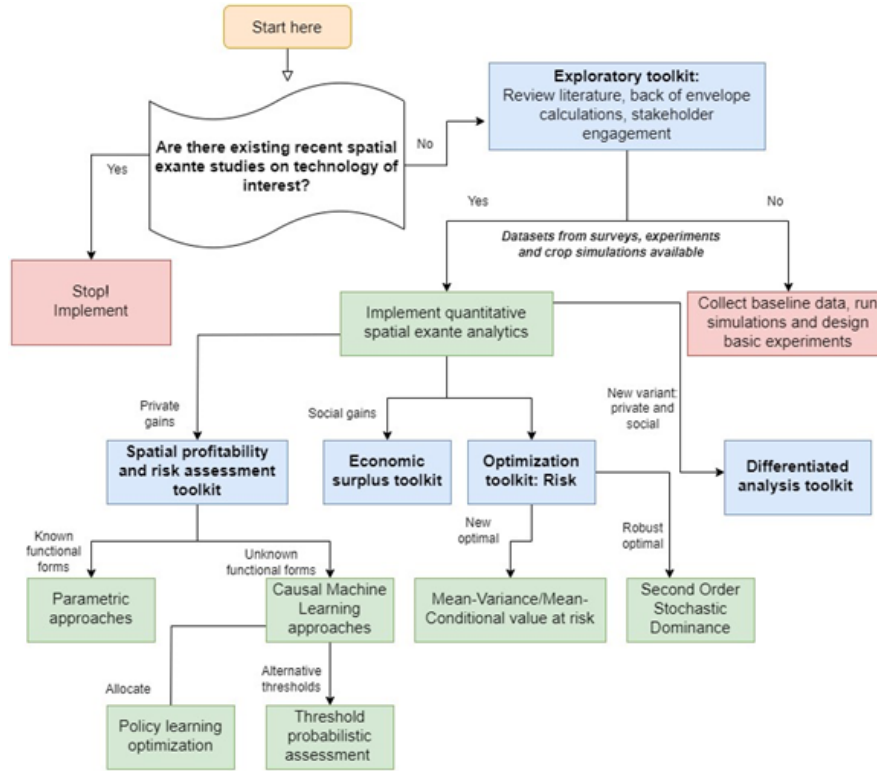 Start here
Exploratory toolkit:
Review literature, back of envelope
calculations, stakeholder
engagement
Are there existing recent spatial
exante studies on technology of
interest?
No
Yes
Yes
No
Datasets from surveys, experiments
and crop simulations available
Stop!
Implement
Implement quantitative
spatial exante analytics
Collect baseline data, run
simulations and design
basic experiments
Private
gains
Social gains
New variant:
private and
social
Spatial profitability
and risk assessment
toolkit
Economic
surplus toolkit
Optimization
toolkit: Risk
Differentiated
analysis toolkit
Known
functional
forms
Unknown
functional forms
New
optimal
Robust
optimal
Parametric
approaches
Causal Machine
Learning
approaches
Mean-Variance/Mean-
Conditional value at risk
Second Order
Stochastic
Dominance
Allocate
Alternative
thresholds
Policy learning
optimization
Threshold
probabilistic
assessment